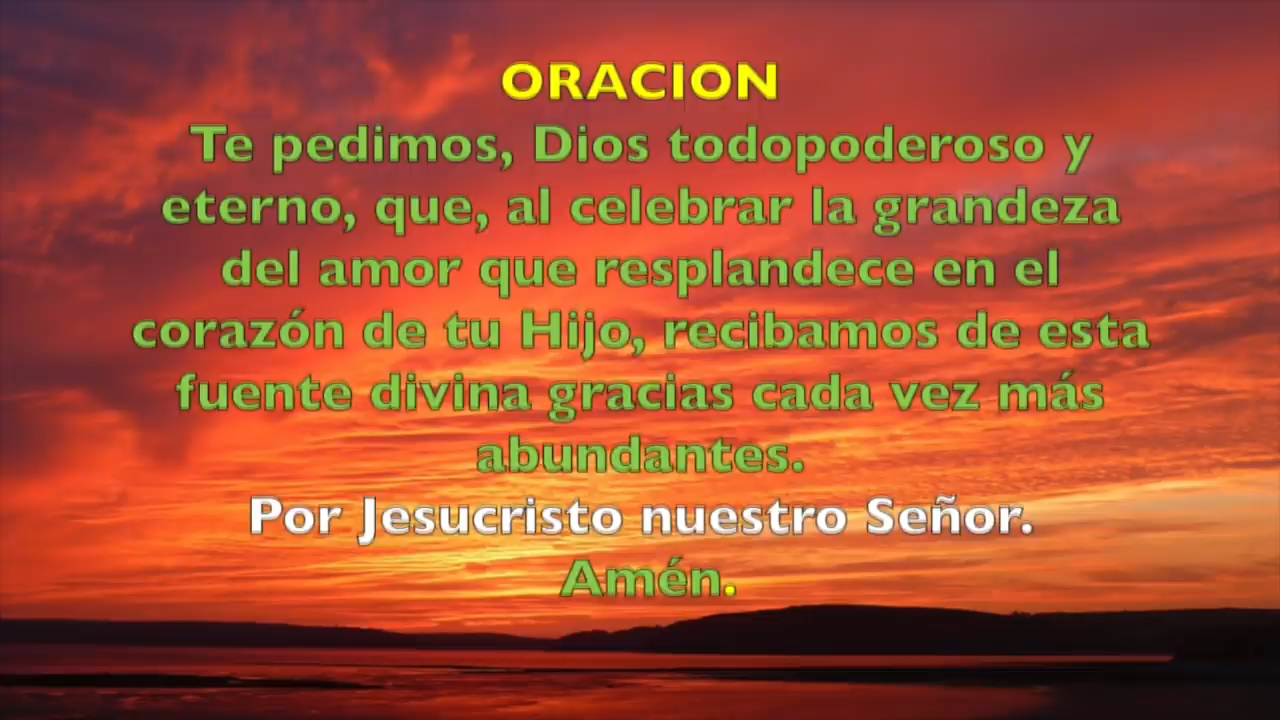 ORACION
Te pedimos, Dios todopoderoso y
eterno, que, al celebrar la grandeza
del amor que resplandece en el
corazón de tu Hijo, recibamos de esta
fuente divina gracias cada vez más
abundantes.
Por Jesucristo nuestro Señor.
Amén.